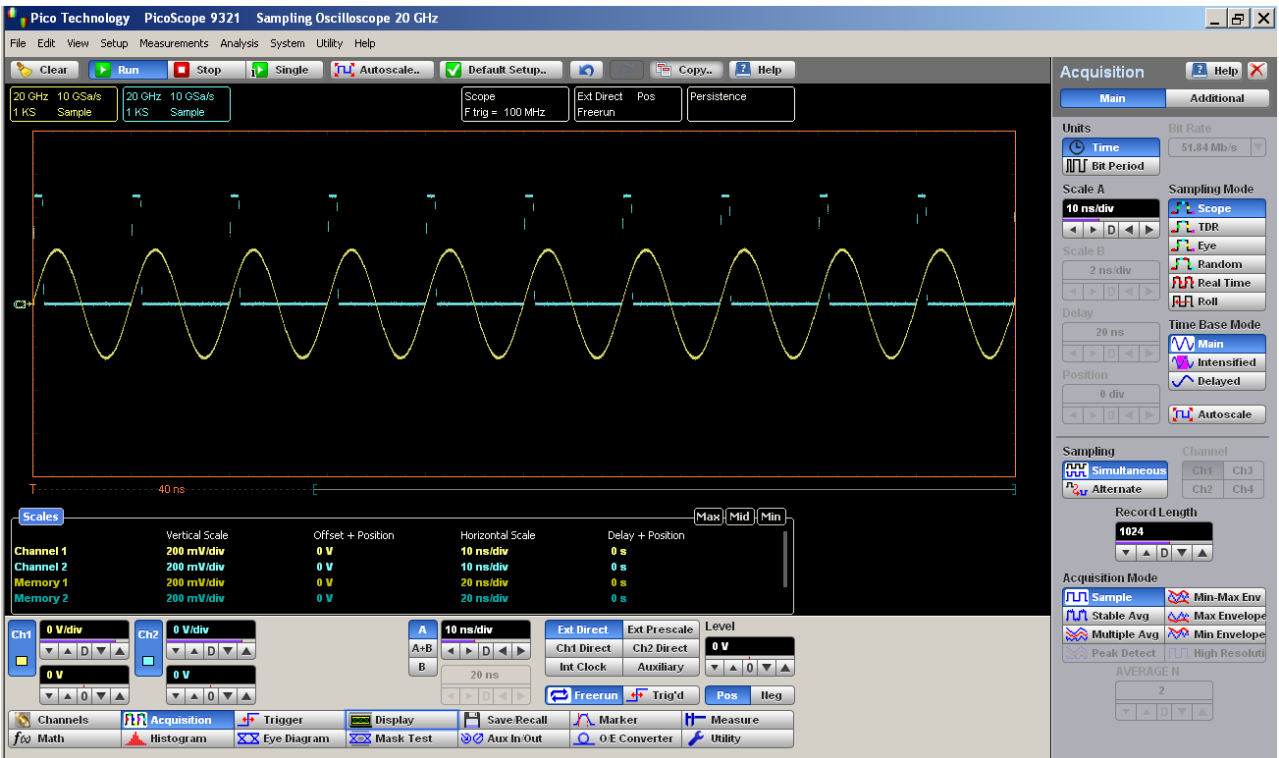 Pico Technology PicoScope 9321 Sampling Oscilloscope 20 GHz
File Edit View Setup Measurements Analysis System Utility Help
Clear Run Stop Single Autoscale.. Default Setup.. Copy.. Help
20 GHz 10 GSa/s
1 KS Sample
20 GHz 10 GSa/s
1 KS Sample
Scope
F trig = 100 MHz
Ext Direct Pos
Freerun
Persistence
T 40 ns
Scales Max Mid Min
Vertical Scale Offset + Position Horizontal Scale Delay + Position
Channel 1 200 mV/div 0 V 10 ns/div 0 s
Channel 2 200 mV/div 0 V 10 ns/div 0 s
Memory 1 200 mV/div 0 V 20 ns/div 0 s
Memory 2 200 mV/div 0 V 20 ns/div 0 s
Ch1 0 V/div Ch2 0 V/div A 10 ns/div Ext Direct Ext Prescale Level
D D A+B D Ch1 Direct Ch2 Direct 0 V
0 V 0 V B 20 ns Int Clock Auxiliary 0
0 0 D Freerun Trig'd Pos Neg
Channels Acquisition Trigger Display Save/Recall Marker Measure
f(x) Math Histogram Eye Diagram Mask Test Aux In/Out O/E Converter Utility
Acquisition Help
Main Additional
Units Bit Rate
Time 51.84 Mb/s
Bit Period
Scale A Sampling Mode
10 ns/div Scope
D TDR
Scale B Eye
2 ns/div Random
D Real Time
Roll
Delay
20 ns Time Base Mode
D Main
Intensified
Position Delayed
0 div
D Autoscale
Sampling Channel
Simultaneous Ch1 Ch3
Alternate Ch2 Ch4
Record Length
1024
D
Acquisition Mode
Sample Min-Max Env
Stable Avg Max Envelope
Multiple Avg Min Envelope
Peak Detect High Resoluti
AVERAGE N
2
D